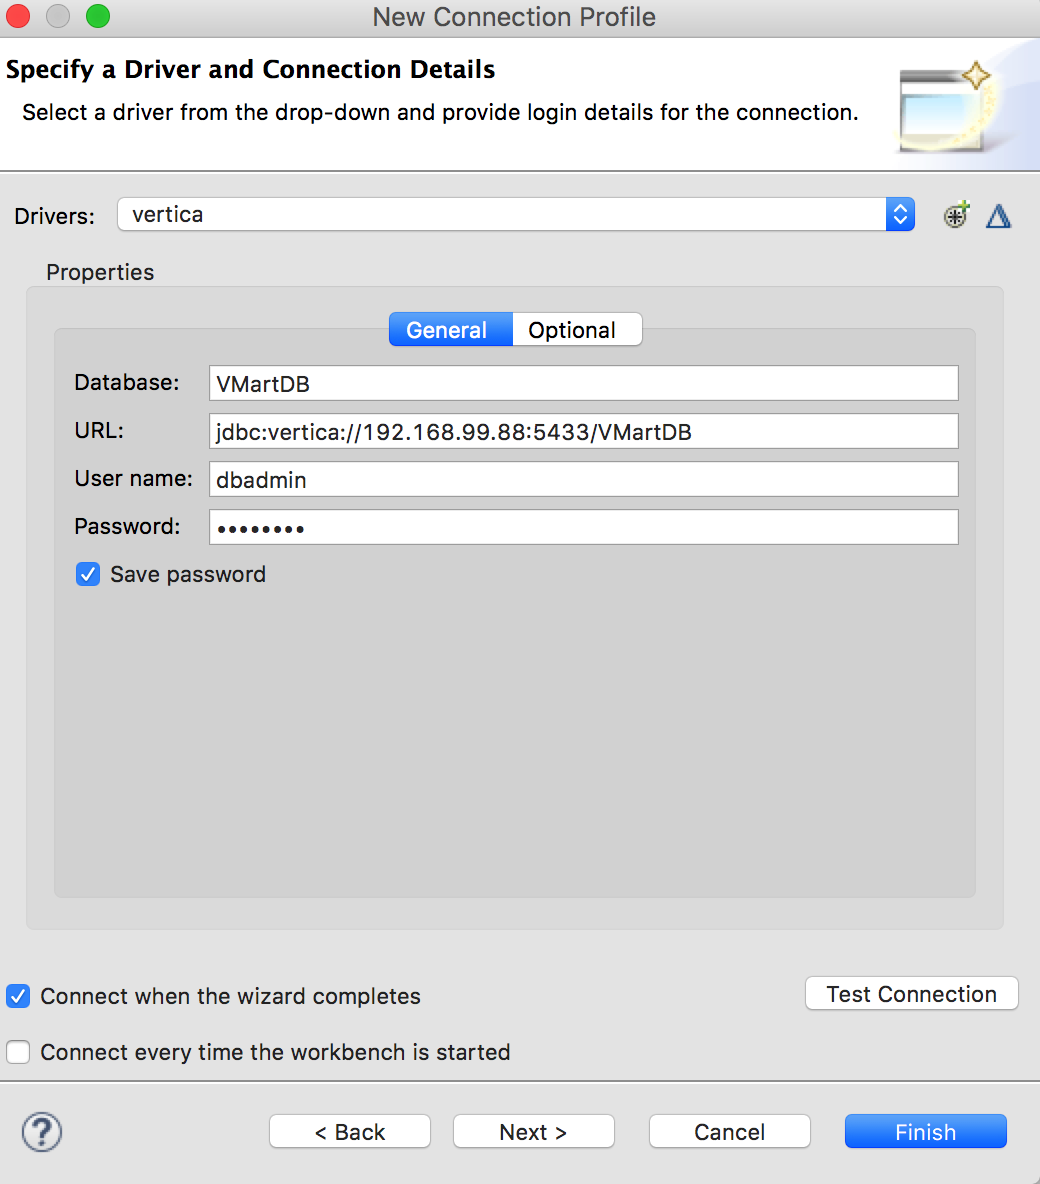 New Connection Profile
Specify a Driver and Connection Details
Select a driver from the drop-down and provide login details for the connection.
Drivers: vertica
Properties
General Optional
Database: VMartDB
URL: jdbc:vertica://192.168.99.88:5433/VMartDB
User name: dbadmin
Password: ••••••••
Save password
Connect when the wizard completes Test Connection
Connect every time the workbench is started
? < Back Next > Cancel Finish